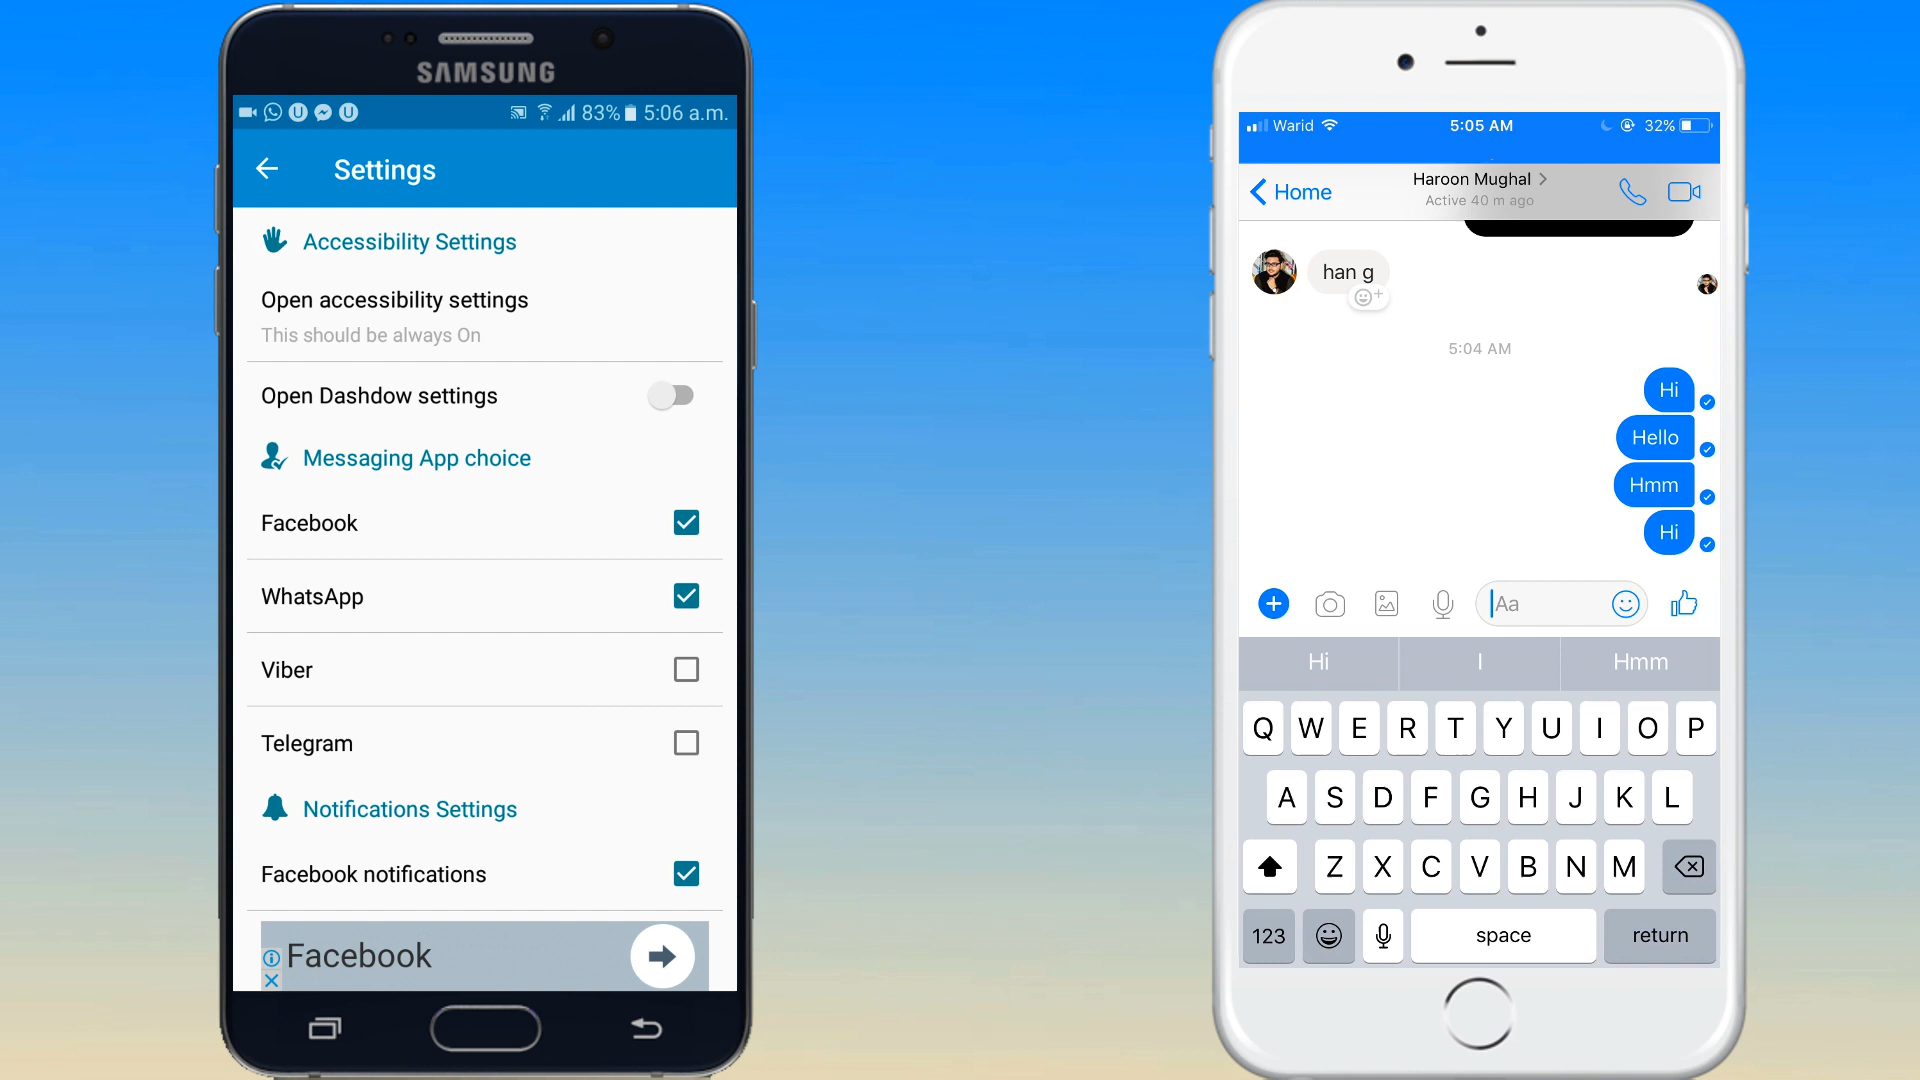 SAMSUNG
83% 5:06 a.m.
Settings
Accessibility Settings
Open accessibility settings
This should be always On
Open Dashdow settings
Messaging App choice
Facebook
WhatsApp
Viber
Telegram
Notifications Settings
Facebook notifications
Facebook
Warid 5:05 AM 32%
Home
Haroon Mughal
Active 40 m ago
han g
5:04 AM
Hi
Hello
Hmm
Hi
Aa
Hi I Hmm
Q W E R T Y U I O P
A S D F G H J K L
Z X C V B N M
123 space return